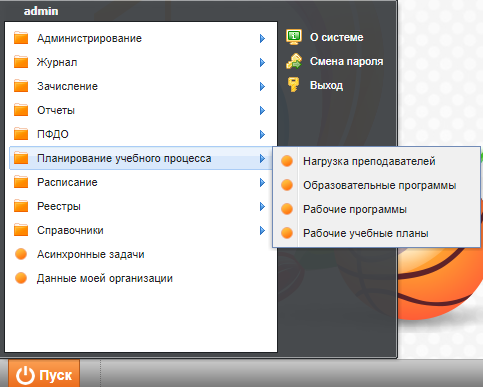 admin
Администрирование
Журнал
Зачисление
Отчеты
ПФДО
Планирование учебного процесса
Расписание
Реестры
Справочники
Асинхронные задачи
Данные моей организации
О системе
Смена пароля
Выход
Нагрузка преподавателей
Образовательные программы
Рабочие программы
Рабочие учебные планы
Пуск